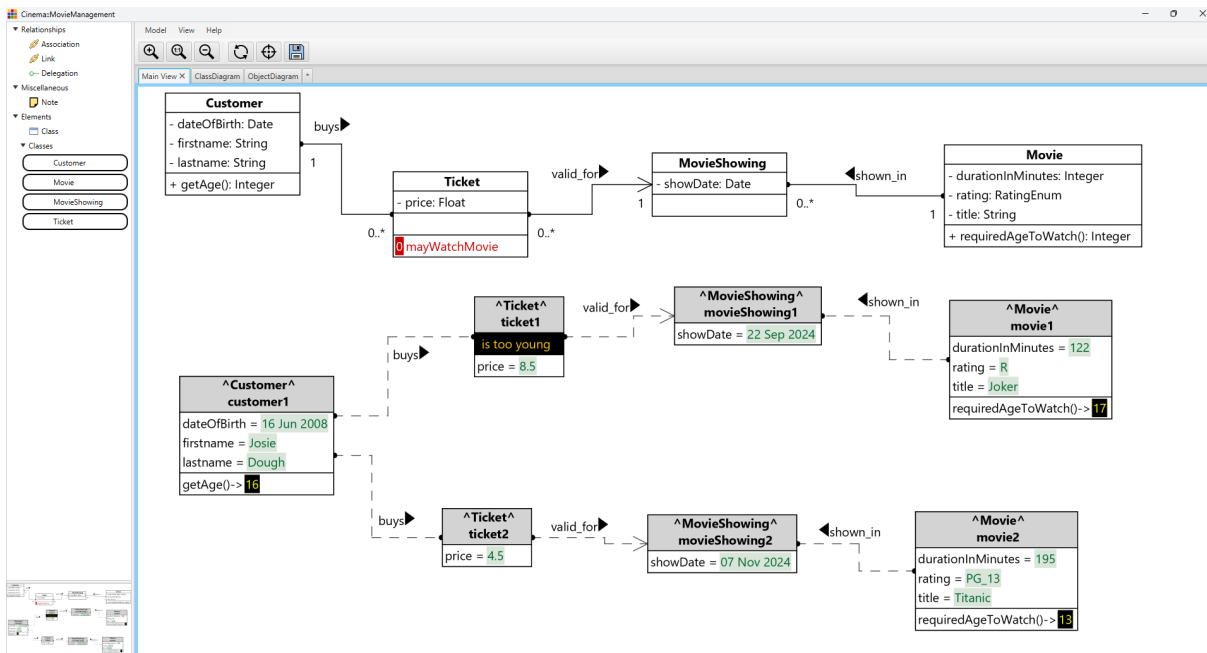 Cinema::MovieManagement
Relationships
Association
Link
Delegation
Miscellaneous
Note
Elements
Class
Classes
Customer
Movie
MovieShowing
Ticket
Model View Help
1:1
Main View ClassDiagram ObjectDiagram *
Customer
- dateOfBirth: Date
- firstname: String
- lastname: String
+ getAge(): Integer
buys
1
0..*
Ticket
- price: Float
0 mayWatchMovie
valid_for
0..*
1
MovieShowing
- showDate: Date
shown_in
0..*
1
Movie
- durationInMinutes: Integer
- rating: RatingEnum
- title: String
+ requiredAgeToWatch(): Integer
^Customer^
customer1
dateOfBirth = 16 Jun 2008
firstname = Josie
lastname = Dough
getAge()-> 16
buys
^Ticket^
ticket1
is too young
price = 8.5
valid_for
^MovieShowing^
movieShowing1
showDate = 22 Sep 2024
shown_in
^Movie^
movie1
durationInMinutes = 122
rating = R
title = Joker
requiredAgeToWatch()-> 17
buys
^Ticket^
ticket2
price = 4.5
valid_for
^MovieShowing^
movieShowing2
showDate = 07 Nov 2024
shown_in
^Movie^
movie2
durationInMinutes = 195
rating = PG_13
title = Titanic
requiredAgeToWatch()-> 13